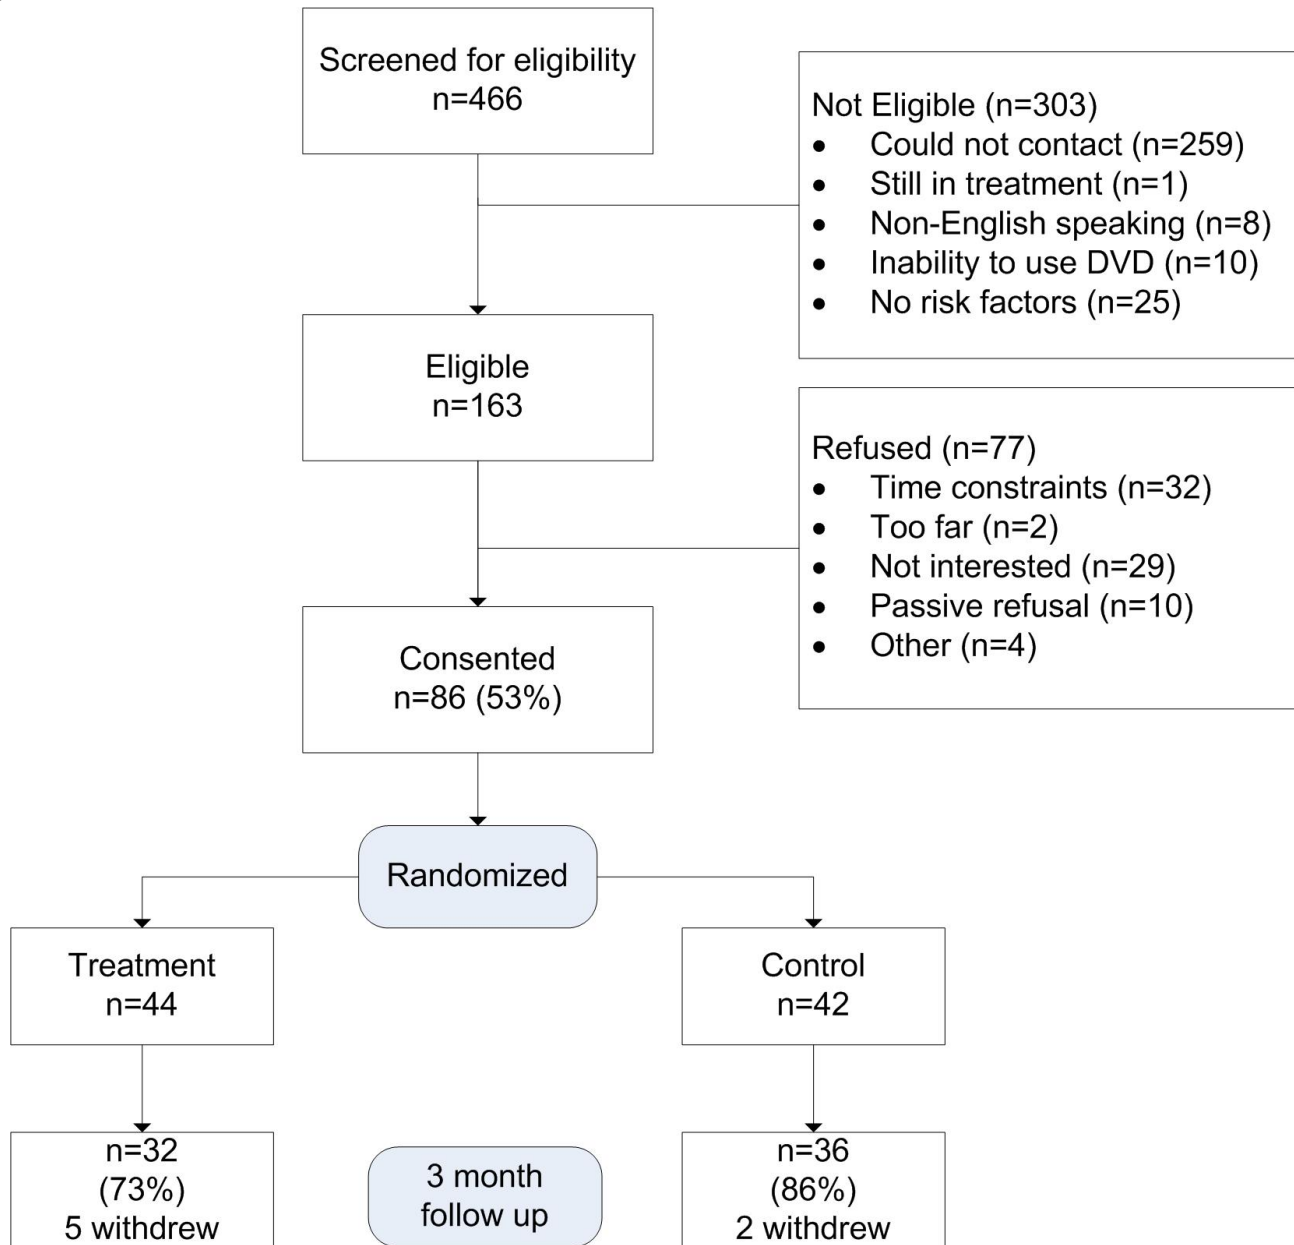 Screened for eligibility
n=466
Not Eligible (n=303)
• Could not contact (n=259)
• Still in treatment (n=1)
• Non-English speaking (n=8)
• Inability to use DVD (n=10)
• No risk factors (n=25)
Eligible
n=163
Refused (n=77)
• Time constraints (n=32)
• Too far (n=2)
• Not interested (n=29)
• Passive refusal (n=10)
• Other (n=4)
Consented
n=86 (53%)
Randomized
Treatment
n=44
Control
n=42
n=32
(73%)
5 withdrew
3 month
follow up
n=36
(86%)
2 withdrew